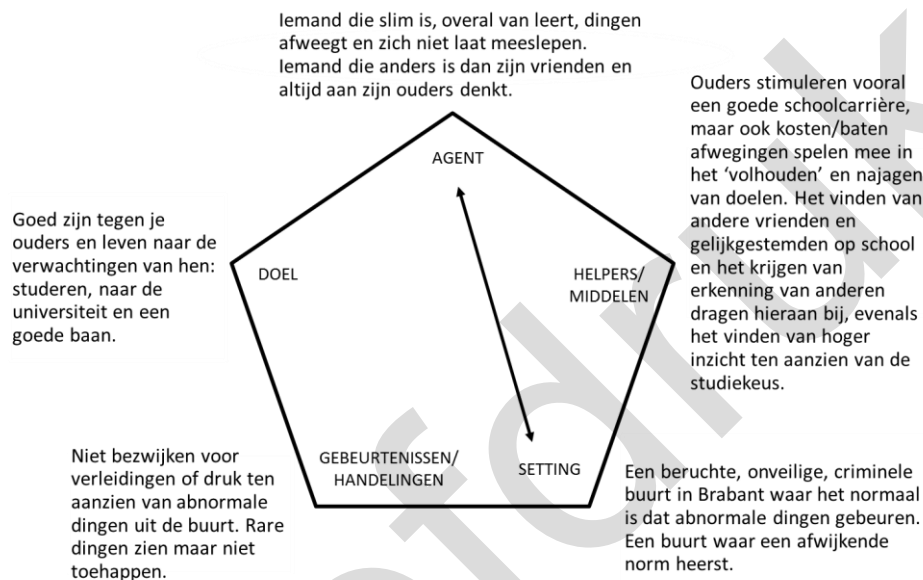 Iemand die slim is, overal van leert, dingen
afweegt en zich niet laat meeslepen.
Iemand die anders is dan zijn vrienden en
altijd aan zijn ouders denkt.
Ouders stimuleren vooral
een goede schoolcarrière,
maar ook kosten/baten
afwegingen spelen mee in
het ‘volhouden’ en najagen
van doelen. Het vinden van
andere vrienden en
gelijkgestemden op school
en het krijgen van
erkenning van anderen
dragen hieraan bij, evenals
het vinden van hoger
inzicht ten aanzien van de
studiekeus.
AGENT
Goed zijn tegen je
ouders en leven naar de
verwachtingen van hen:
studeren, naar de
universiteit en een
goede baan.
DOEL
HELPERS/
MIDDELEN
GEBEURTENISSEN/
HANDELINGEN
SETTING
Niet bezwijken voor
verleidingen of druk ten
aanzien van abnormale
dingen uit de buurt. Rare
dingen zien maar niet
toehappen.
Een beruchte, onveilige, criminele
buurt in Brabant waar het normaal
is dat abnormale dingen gebeuren.
Een buurt waar een afwijkende
norm heerst.